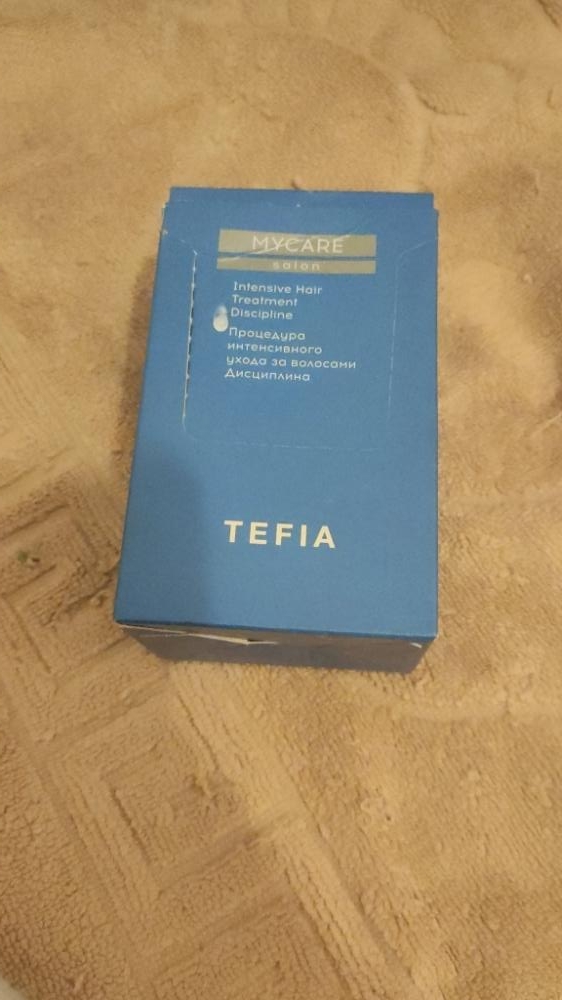 MYCARE
salon
Intensive Hair
Treatment
Discipline
Процедура
интенсивного
ухода за волосами
Дисциплина
TEFIA